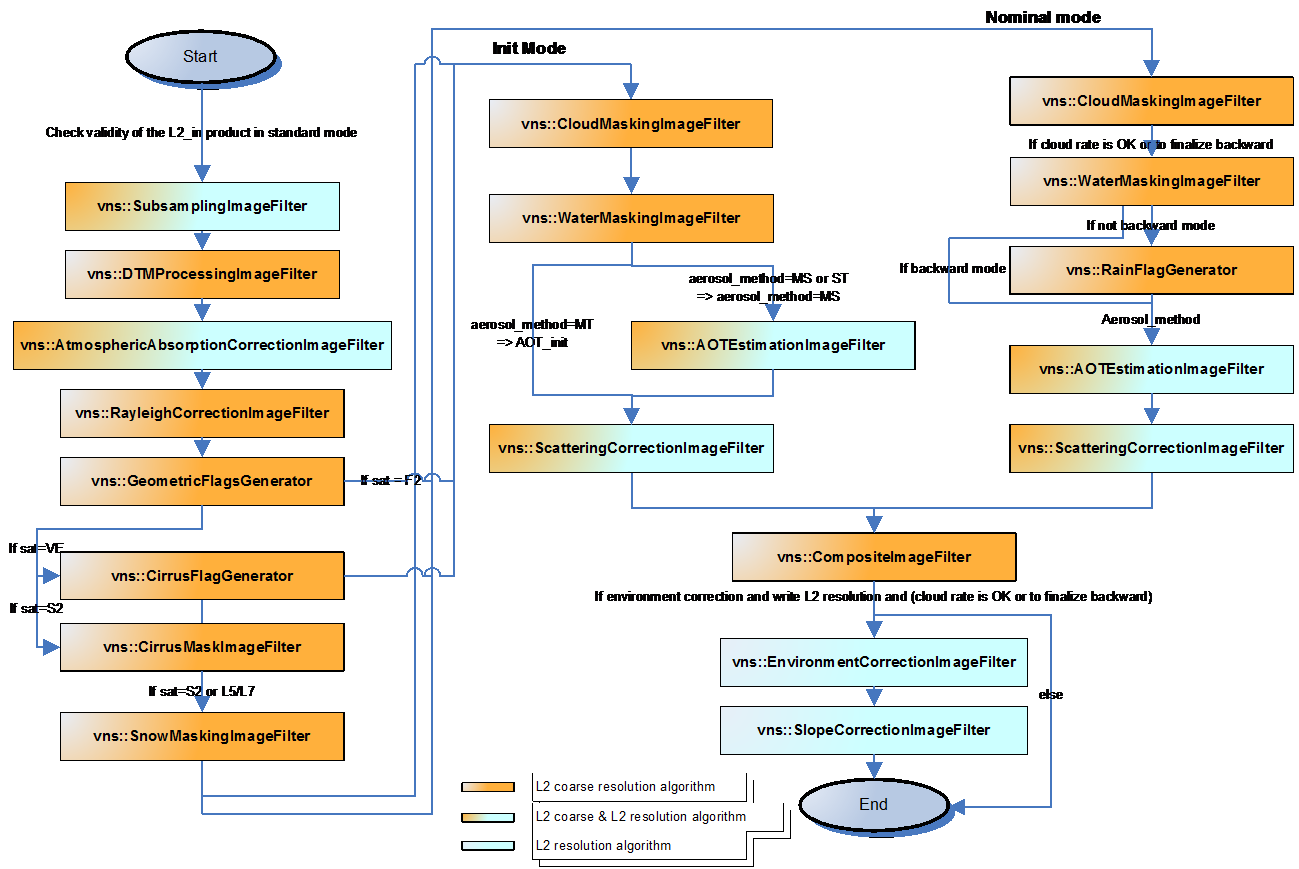 Nominal mode
Init Mode
Start
Check validity of the L2_in product in standard mode
vns::SubsamplingImageFilter
vns::DTMProcessingImageFilter
vns::AtmosphericAbsorptionCorrectionImageFilter
vns::RayleighCorrectionImageFilter
vns::GeometricFlagsGenerator
If sat = F2
If sat=VE
vns::CirrusFlagGenerator
If sat=S2
vns::CirrusMaskImageFilter
If sat=S2 or L5/L7
vns::SnowMaskingImageFilter
vns::CloudMaskingImageFilter
vns::WaterMaskingImageFilter
aerosol_method=MS or ST
=> aerosol_method=MS
aerosol_method=MT
=> AOT_init
vns::AOTEstimationImageFilter
vns::ScatteringCorrectionImageFilter
vns::CloudMaskingImageFilter
If cloud rate is OK or to finalize backward
vns::WaterMaskingImageFilter
If not backward mode
If backward mode
vns::RainFlagGenerator
Aerosol_method
vns::AOTEstimationImageFilter
vns::ScatteringCorrectionImageFilter
vns::CompositeImageFilter
If environment correction and write L2 resolution and (cloud rate is OK or to finalize backward)
vns::EnvironmentCorrectionImageFilter
else
vns::SlopeCorrectionImageFilter
End
L2 coarse resolution algorithm
L2 coarse & L2 resolution algorithm
L2 resolution algorithm